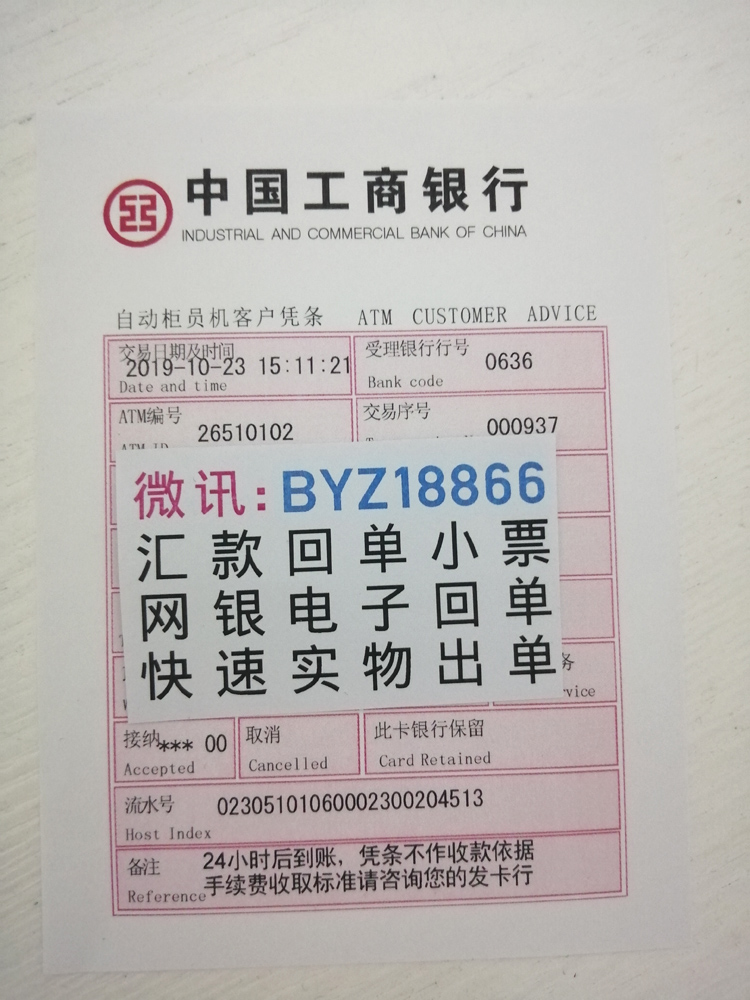 中国工商银行
INDUSTRIAL AND COMMERCIAL BANK OF CHINA
自动柜员机客户凭条 ATM CUSTOMER ADVICE
交易日期及时间
2019-10-23 15:11:21
Date and time
受理银行行号
0636
Bank code
ATM编号
26510102
ATM ID
交易序号
000937
微讯:BYZ18866
汇款回单小票
网银电子回单
快速实物出单
务
vice
接纳*** 00
Accepted
取消
Cancelled
此卡银行保留
Card Retained
流水号 02305101060002300204513
Host Index
备注 24小时后到账，凭条不作收款依据
Reference 手续费收取标准请咨询您的发卡行